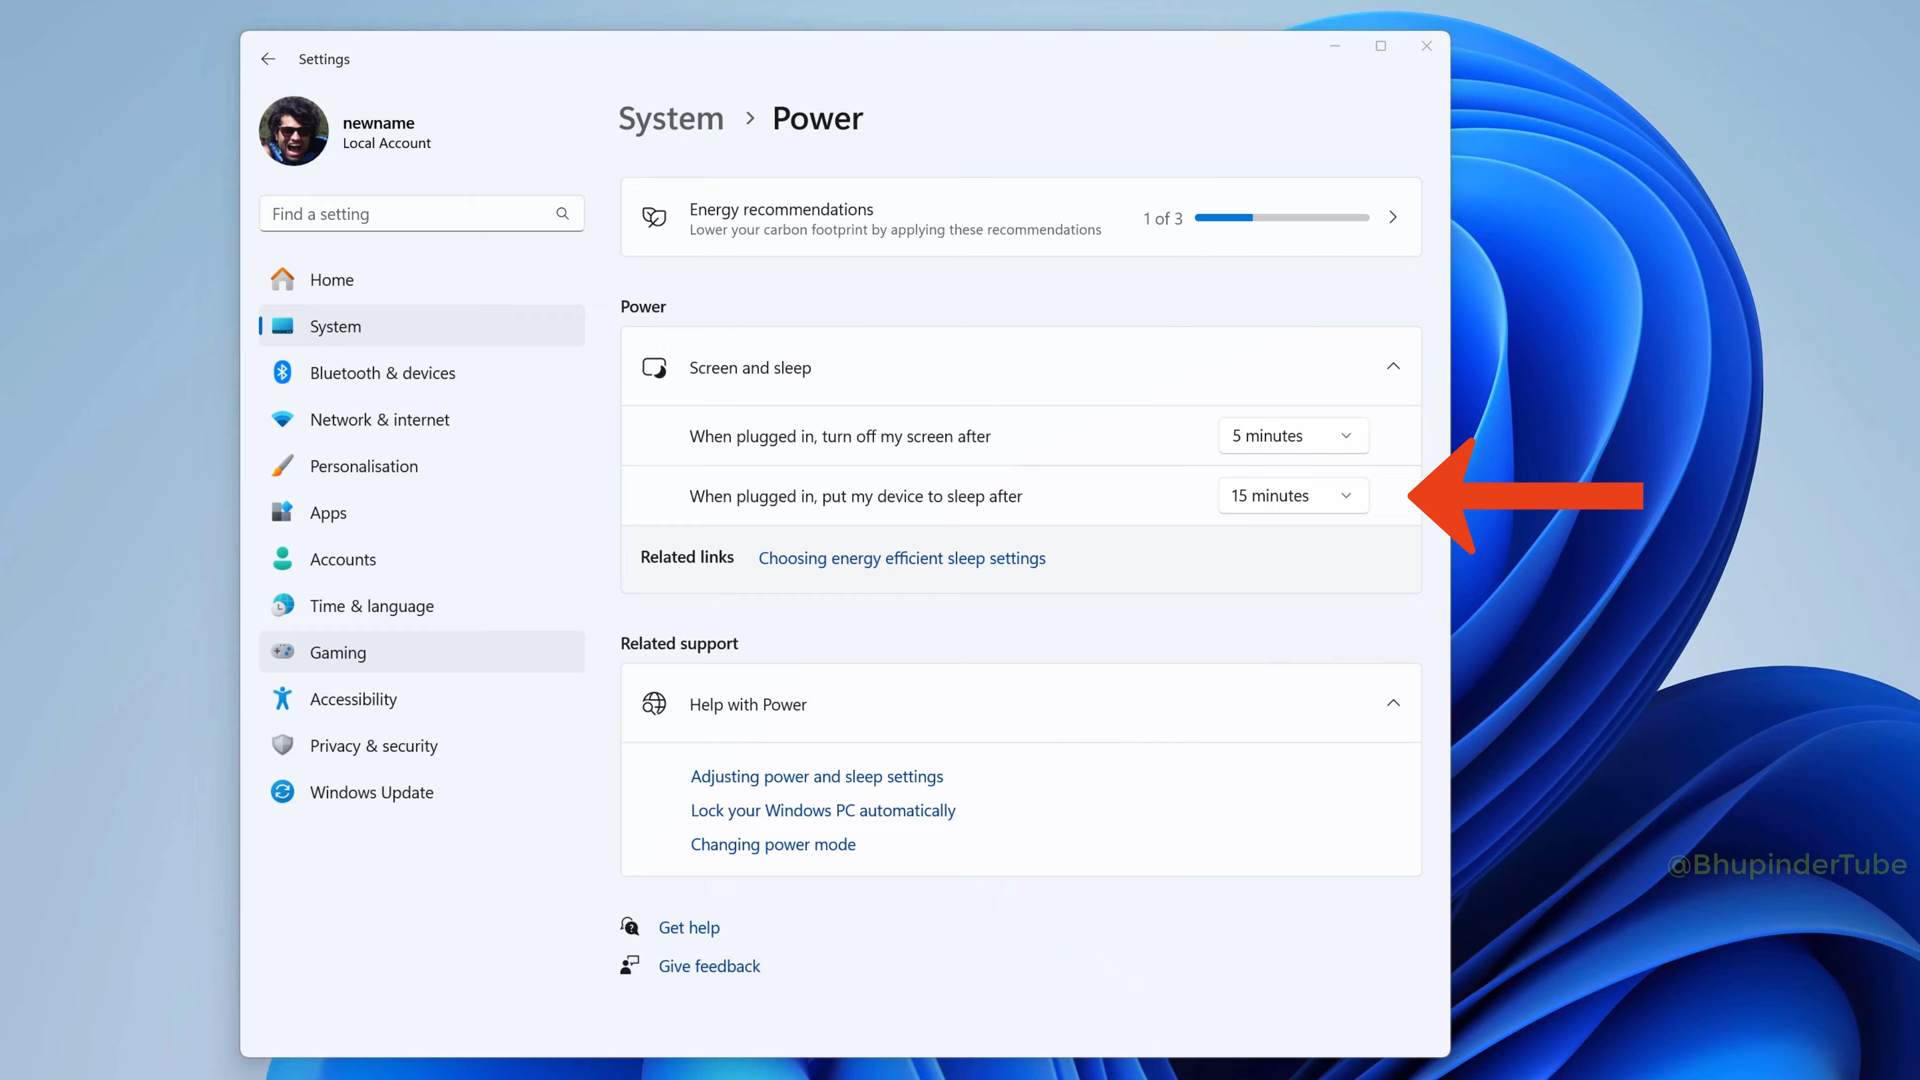 Settings
newname
Local Account
Find a setting
Home
System
Bluetooth & devices
Network & internet
Personalisation
Apps
Accounts
Time & language
Gaming
Accessibility
Privacy & security
Windows Update
System > Power
Energy recommendations
Lower your carbon footprint by applying these recommendations
1 of 3
Power
Screen and sleep
When plugged in, turn off my screen after 5 minutes
When plugged in, put my device to sleep after 15 minutes
Related links Choosing energy efficient sleep settings
Related support
Help with Power
Adjusting power and sleep settings
Lock your Windows PC automatically
Changing power mode
Get help
Give feedback
@BhupinderTube